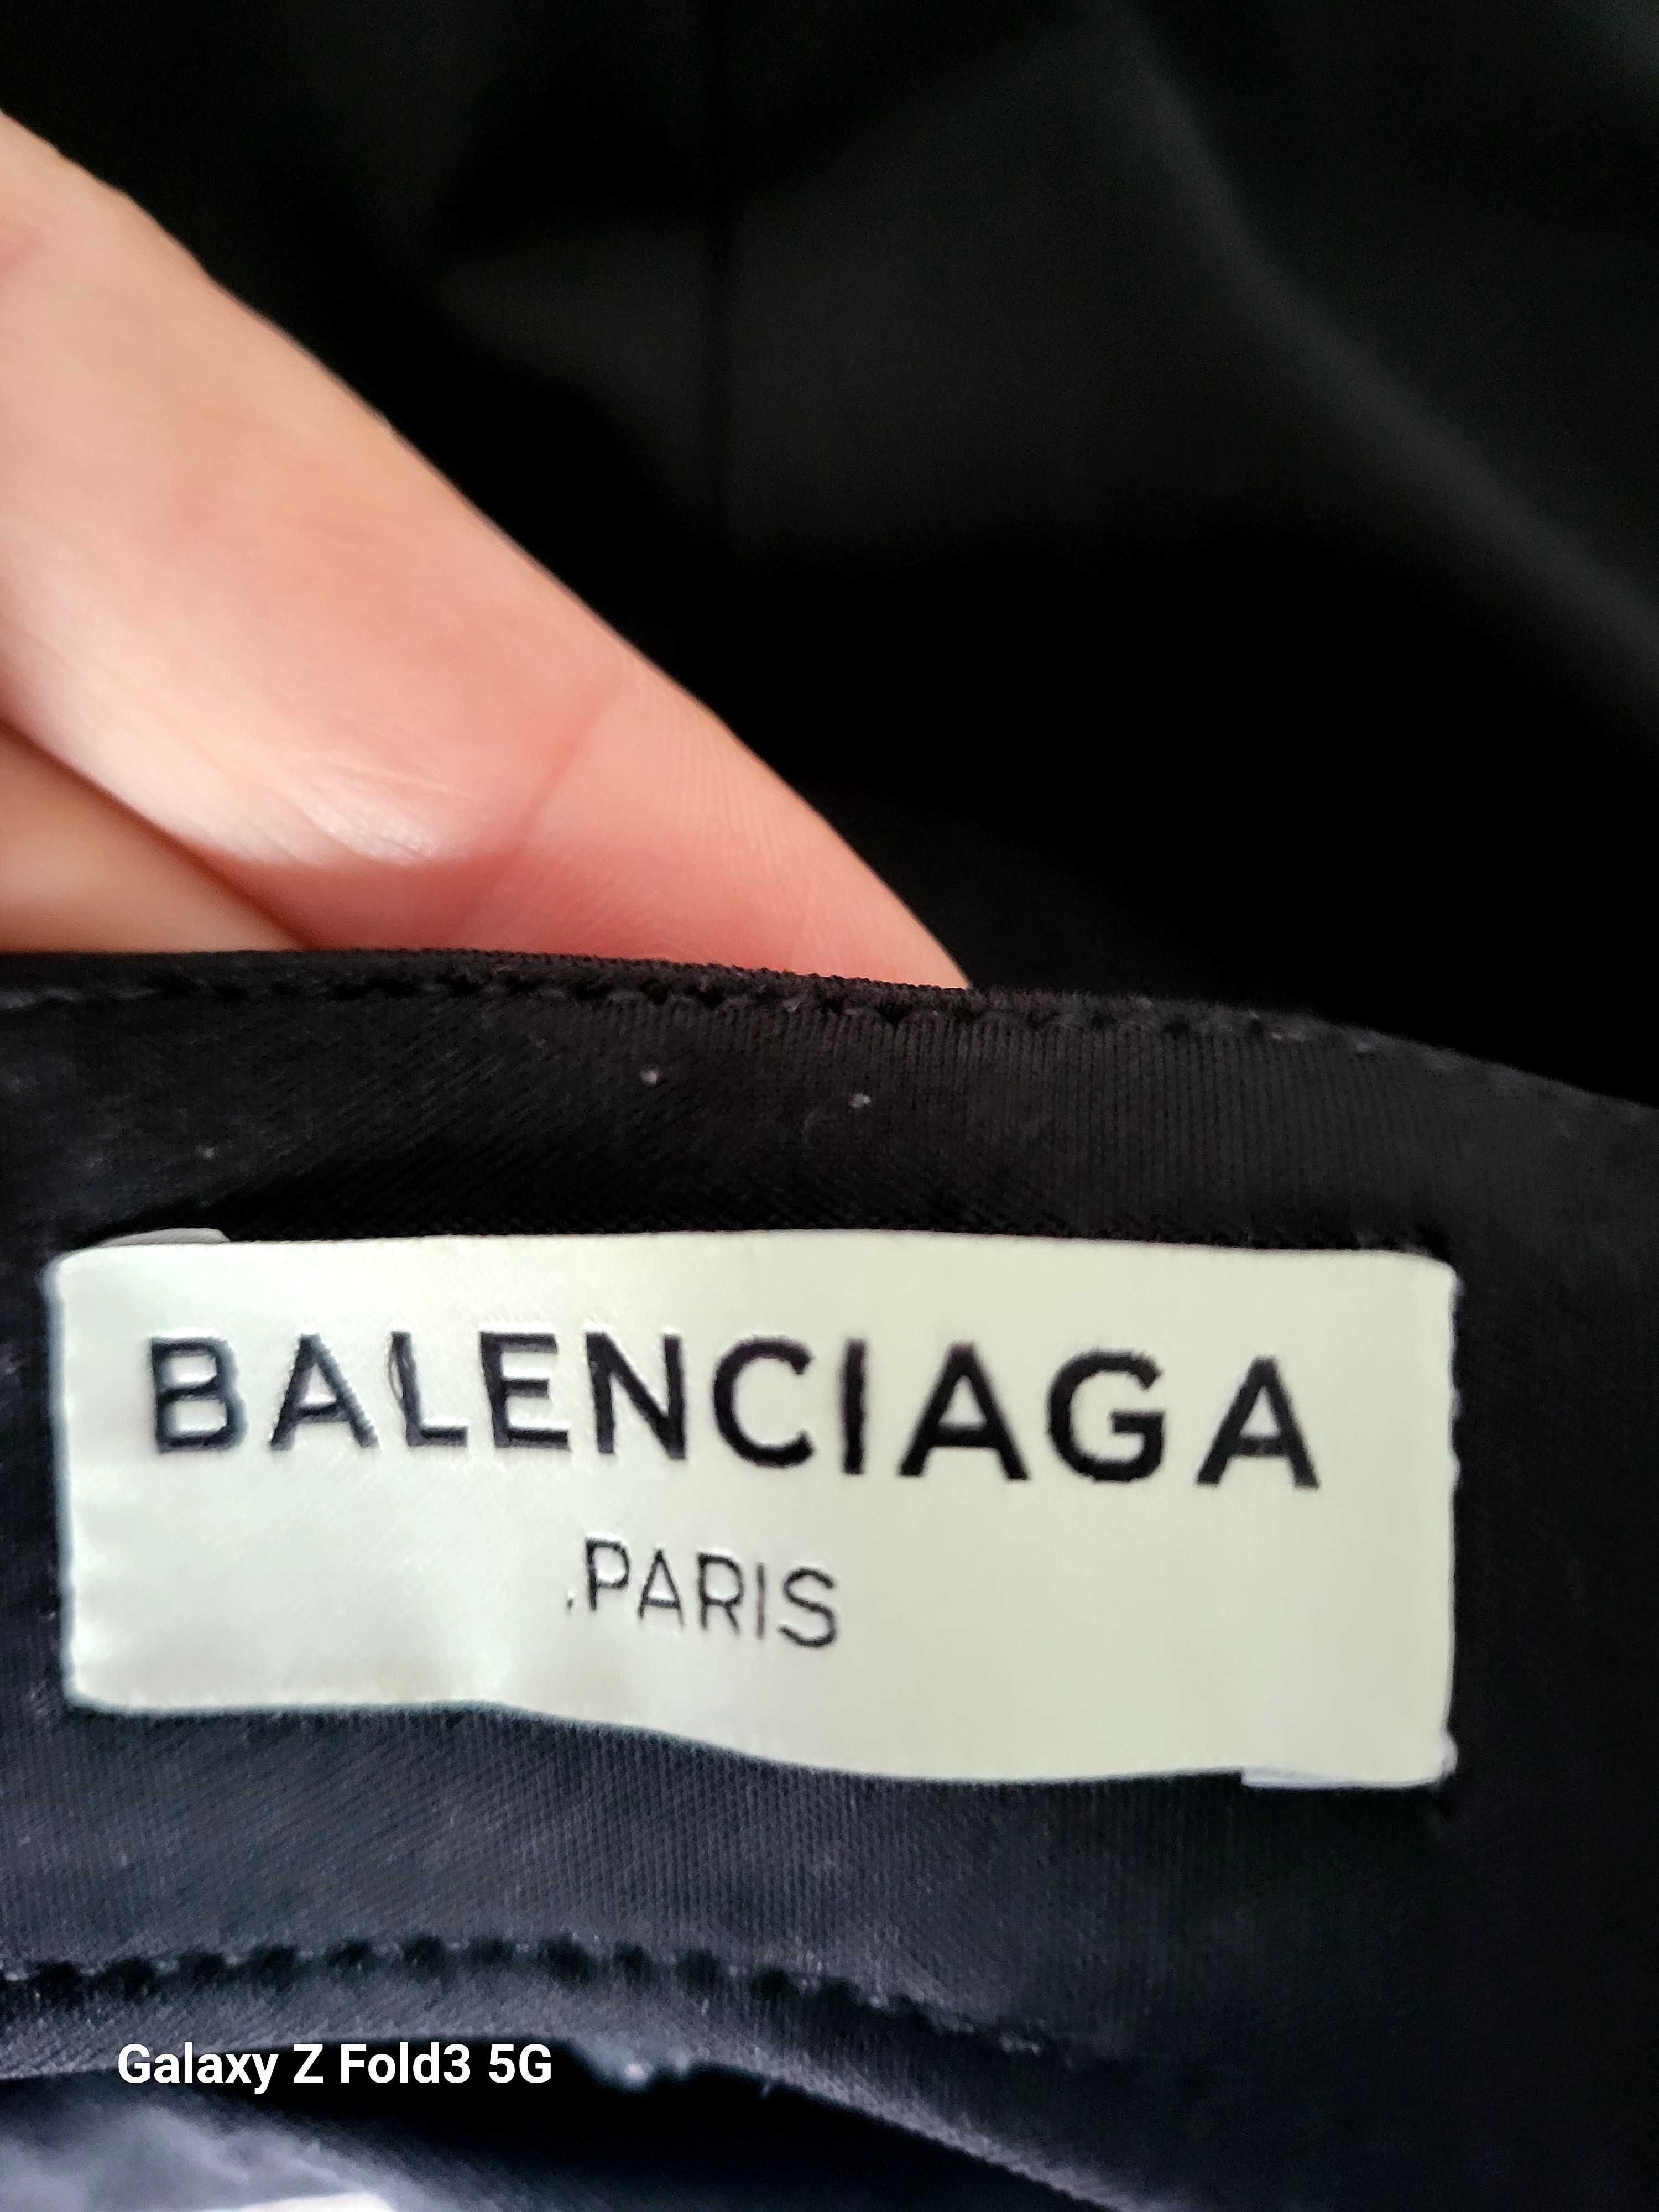 BALENCIAGA
PARIS
Galaxy Z Fold3 5G